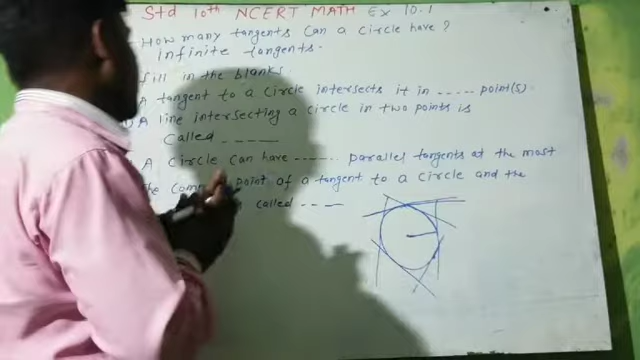 Std 10th NCERT MATH Ex 10.1
How many tangents can a circle have?
infinite tangents.
fill in the blanks
A tangent to a circle intersects it in ----- point(s).
A line intersecting a circle in two points is
called -----
A circle can have ------ parallel tangents at the most
point of a tangent to a circle and the
called ---